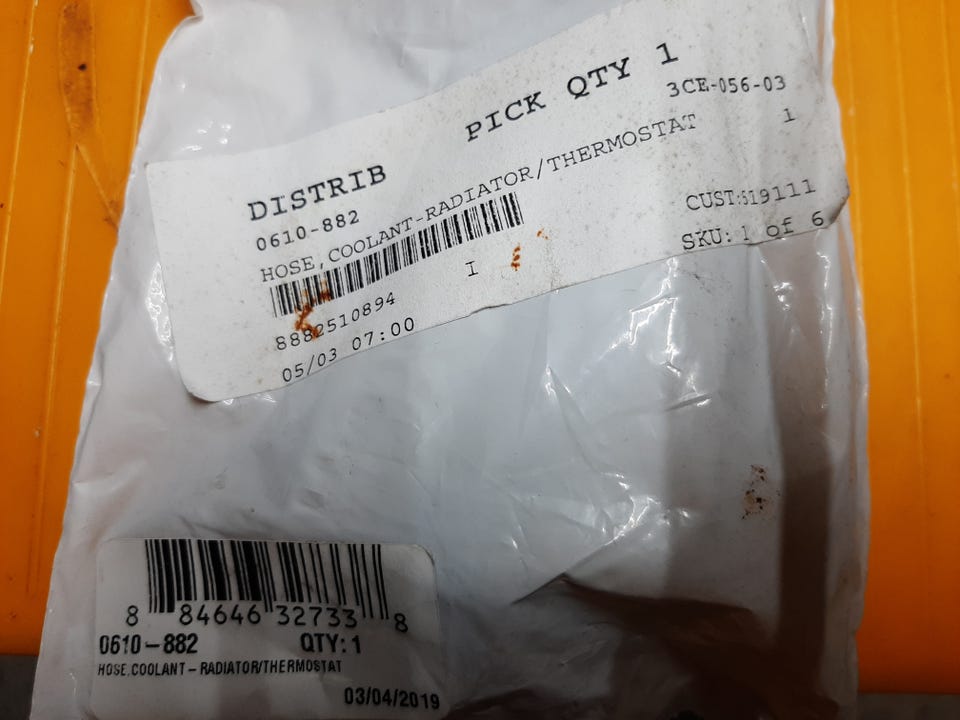 DISTRIB PICK QTY 1
0610-882 3CE-056-03
HOSE,COOLANT-RADIATOR/THERMOSTAT 1
I CUST:619111
8882510894 SKU: 1 of 6
05/03 07:00
8 84646 32733 8
0610-882 QTY: 1
HOSE,COOLANT-RADIATOR/THERMOSTAT
03/04/2019